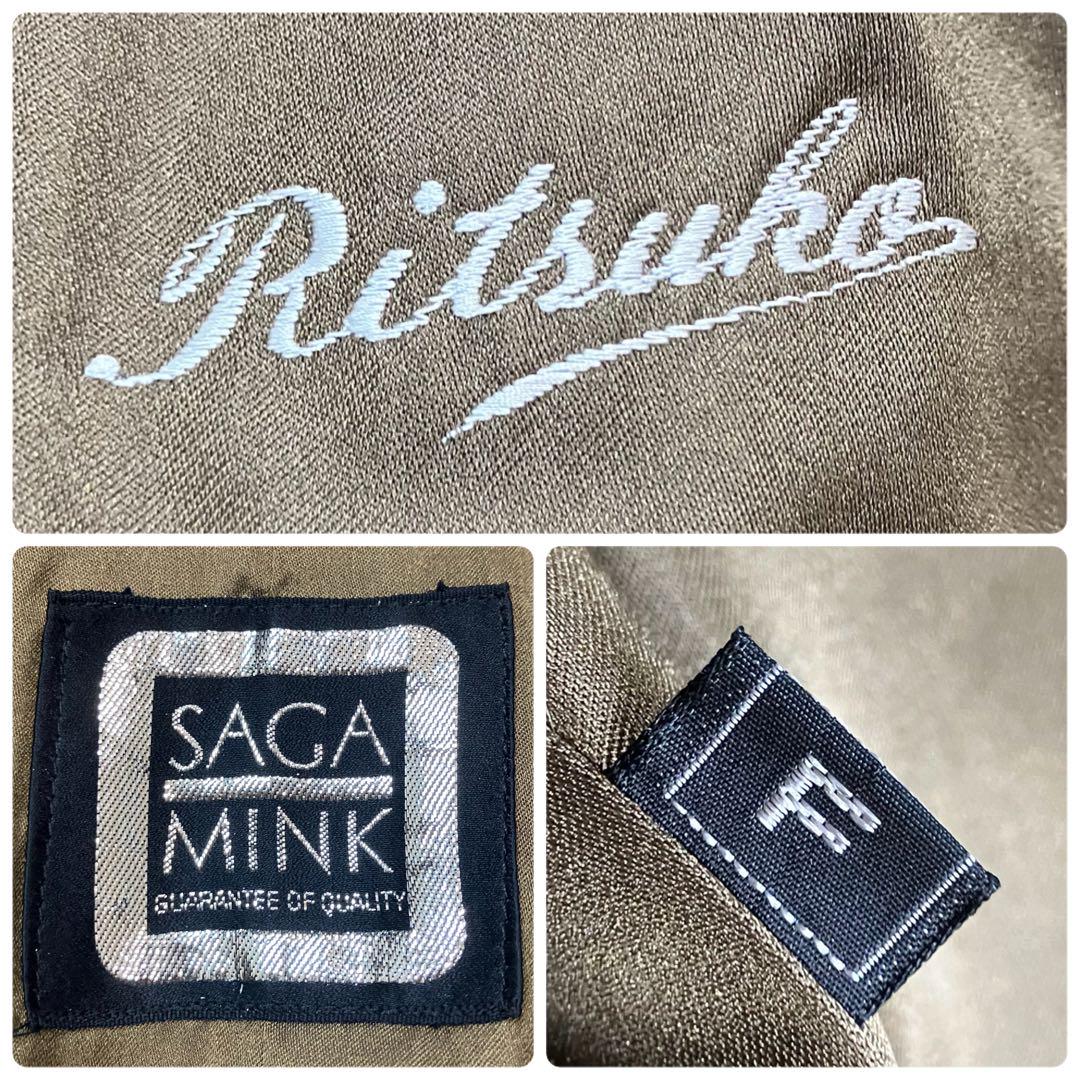 Ritsuko
SAGA
MINK
GUARANTEE OF QUALITY
F